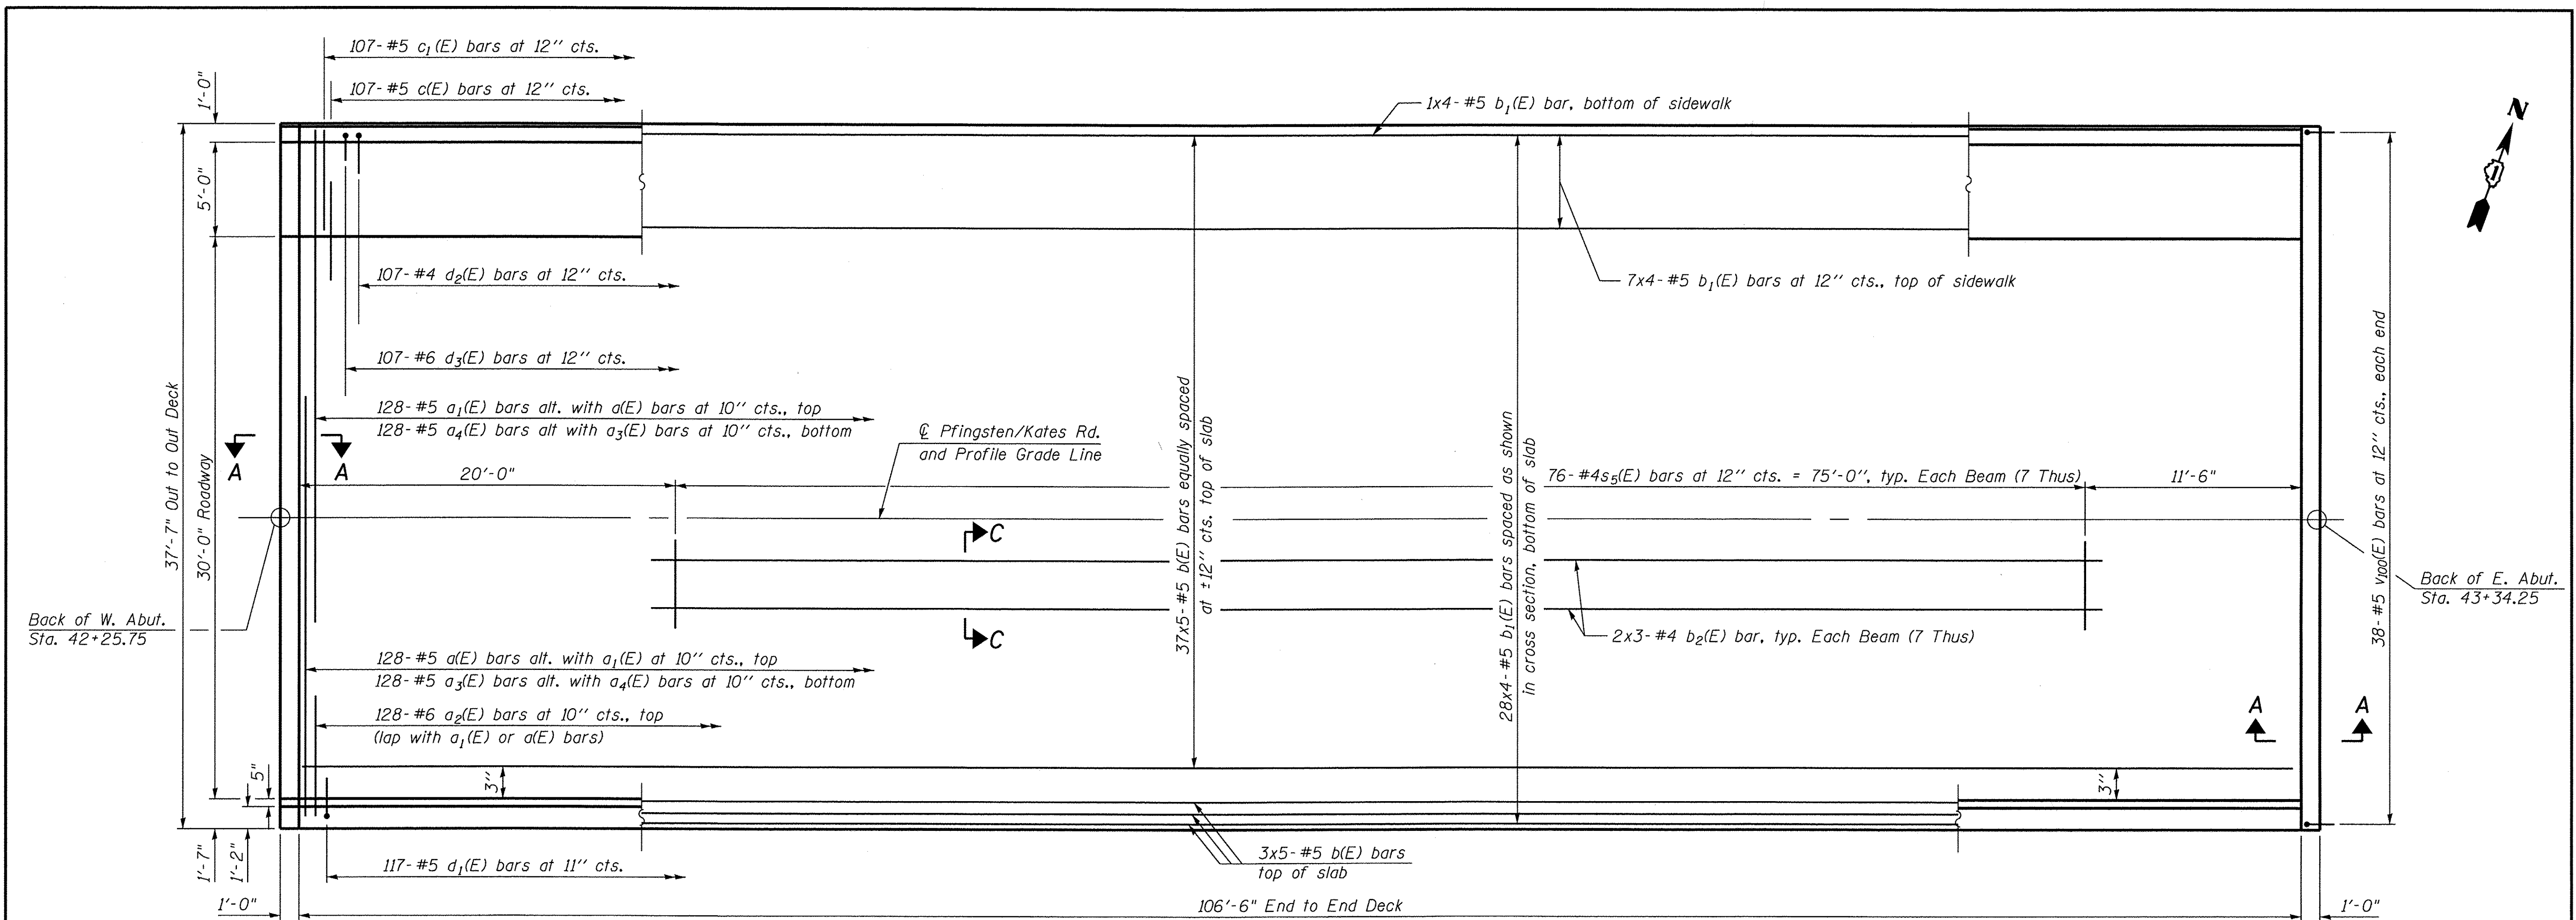 107-#5 c₁(E) bars at 12" cts.
107-#5 c(E) bars at 12" cts.
1'-0"
1x4-#5 b₁(E) bar, bottom of sidewalk
N
5'-0"
107-#4 d₂(E) bars at 12" cts.
7x4-#5 b₁(E) bars at 12" cts., top of sidewalk
107-#6 d₃(E) bars at 12" cts.
128-#5 a₁(E) bars alt. with a(E) bars at 10" cts., top
128-#5 a₄(E) bars alt with a₃(E) bars at 10" cts., bottom
37'-7" Out to Out Deck
30'-0" Roadway
A
A
℄ Pfingsten/Kates Rd.
and Profile Grade Line
20'-0"
37x5-#5 b(E) bars equally spaced
at ±12" cts. top of slab
28x4-#5 b₁(E) bars spaced as shown
in cross section, bottom of slab
76-#4s₅(E) bars at 12" cts. = 75'-0", typ. Each Beam (7 Thus)
11'-6"
38-#5 v₁₀₀(E) bars at 12" cts., each end
C
C
Back of W. Abut.
Sta. 42+25.75
Back of E. Abut.
Sta. 43+34.25
2x3-#4 b₂(E) bar, typ. Each Beam (7 Thus)
128-#5 a(E) bars alt. with a₁(E) at 10" cts., top
128-#5 a₃(E) bars alt. with a₄(E) bars at 10" cts., bottom
128-#6 a₂(E) bars at 10" cts., top
(lap with a₁(E) or a(E) bars)
A
A
5"
3"
3"
1'-7"
1'-2"
117-#5 d₁(E) bars at 11" cts.
3x5-#5 b(E) bars
top of slab
1'-0"
106'-6" End to End Deck
1'-0"